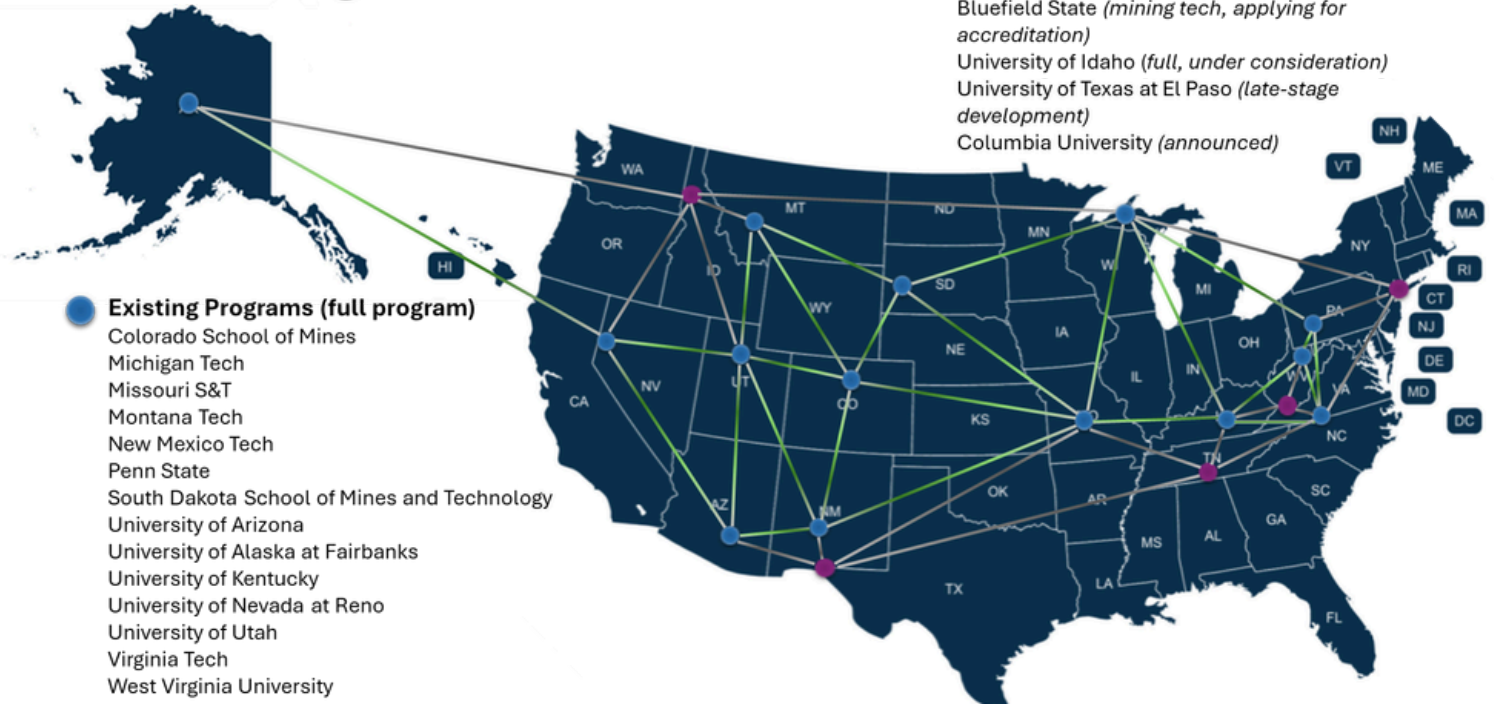 Bluefield State (mining tech, applying for
accreditation)
University of Idaho (full, under consideration)
University of Texas at El Paso (late-stage
development)
Columbia University (announced)
NH
VT
ME
WA
MT
ND
MN
MA
OR
NY
ID
WI
HI
RI
SD
MI
CT
WY
PA
NJ
IA
OH
NE
DE
IL
IN
UT
NV
VA
MD
CA
CO
KS
DC
NC
TN
OK
SC
AZ
AR
NM
GA
MS
AL
TX
LA
FL
Existing Programs (full program)
Colorado School of Mines
Michigan Tech
Missouri S&T
Montana Tech
New Mexico Tech
Penn State
South Dakota School of Mines and Technology
University of Arizona
University of Alaska at Fairbanks
University of Kentucky
University of Nevada at Reno
University of Utah
Virginia Tech
West Virginia University